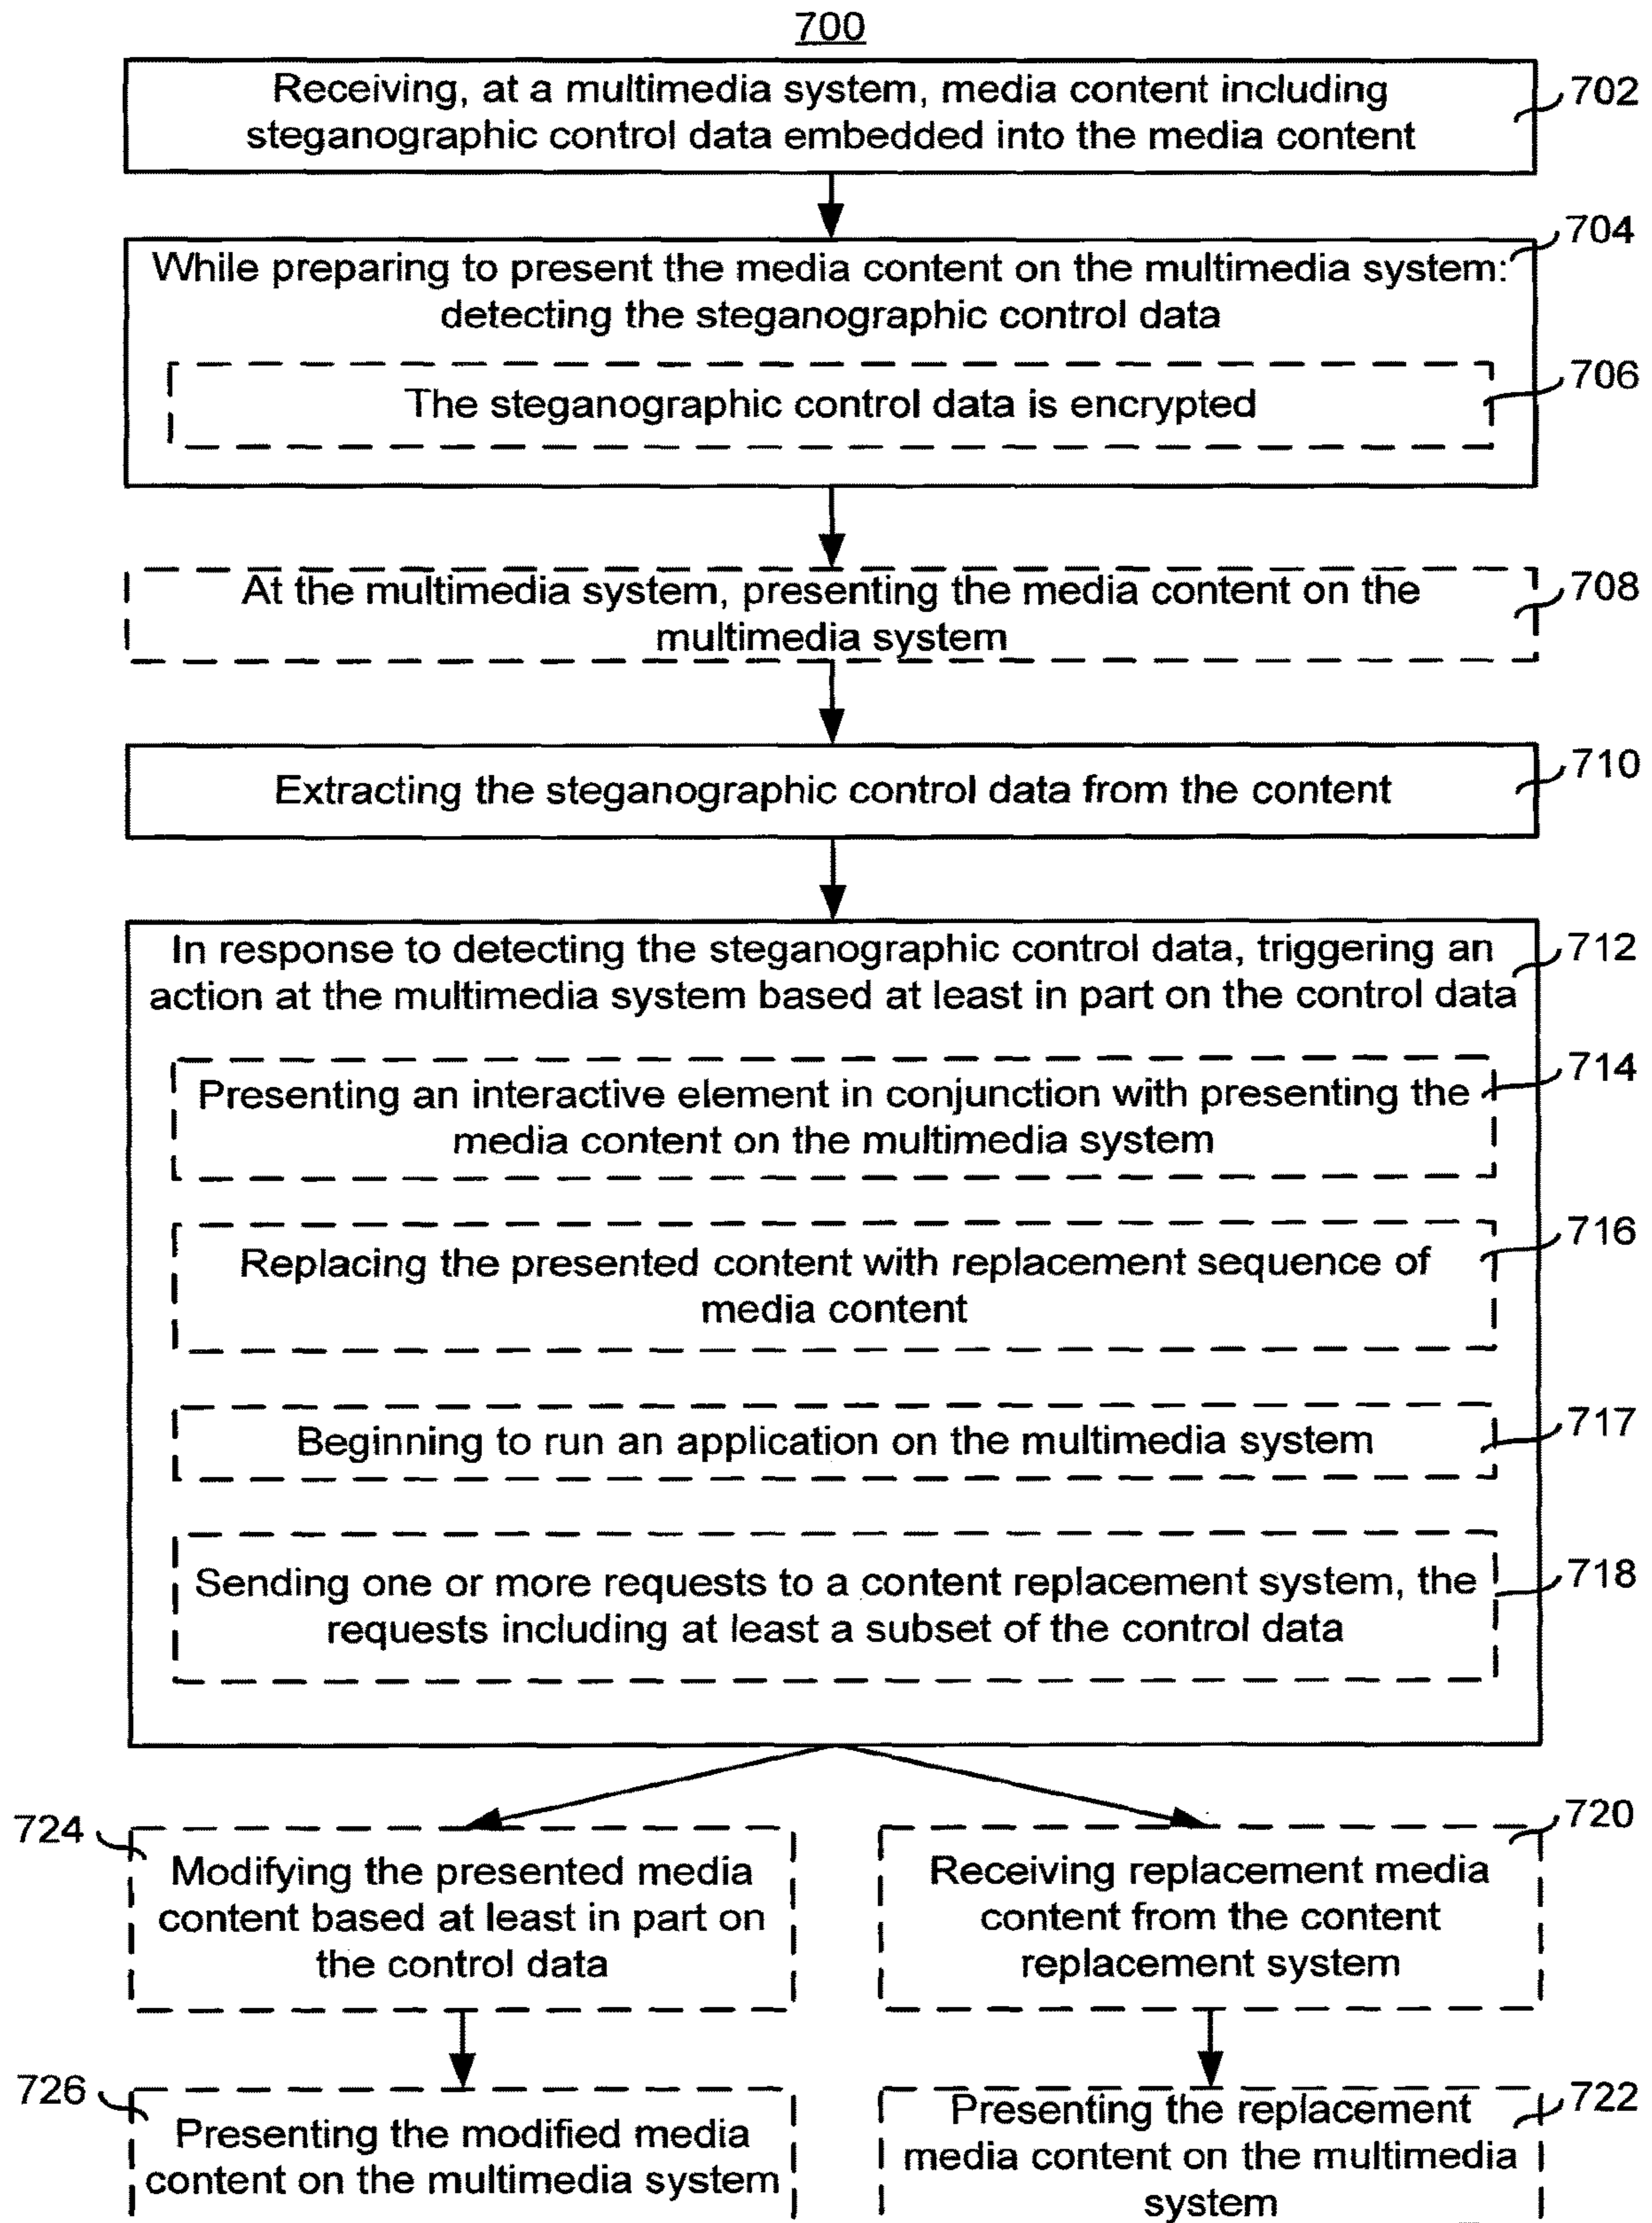 700
Receiving, at a multimedia system, media content including
steganographic control data embedded into the media content
702
704
While preparing to present the media content on the multimedia system:
detecting the steganographic control data
706
The steganographic control data is encrypted
At the multimedia system, presenting the media content on the
multimedia system
708
Extracting the steganographic control data from the content
710
In response to detecting the steganographic control data, triggering an
action at the multimedia system based at least in part on the control data
712
Presenting an interactive element in conjunction with presenting the
media content on the multimedia system
714
Replacing the presented content with replacement sequence of
media content
716
Beginning to run an application on the multimedia system
717
Sending one or more requests to a content replacement system, the
requests including at least a subset of the control data
718
724
Modifying the presented media
content based at least in part on
the control data
720
Receiving replacement media
content from the content
replacement system
726
Presenting the modified media
content on the multimedia system
722
Presenting the replacement
media content on the multimedia
system